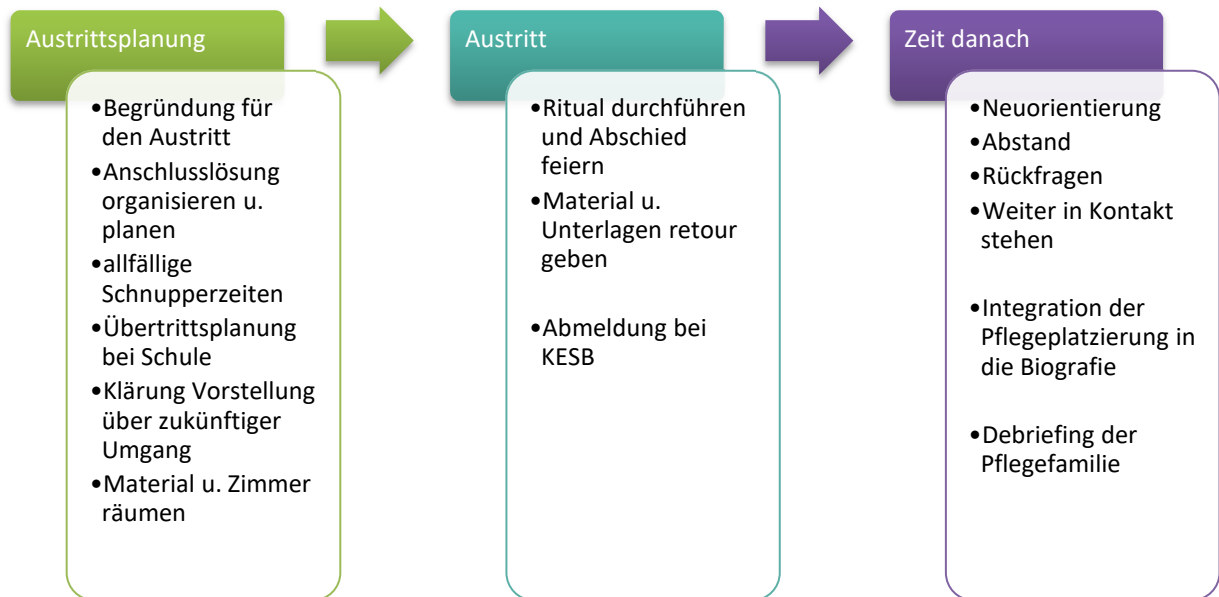 Austrittsplanung
•Begründung für
den Austritt
•Anschlusslösung
organisieren u.
planen
•allfällige
Schnupperzeiten
•Übertrittsplanung
bei Schule
•Klärung Vorstellung
über zukünftiger
Umgang
•Material u. Zimmer
räumen
Austritt
•Ritual durchführen
und Abschied
feiern
•Material u.
Unterlagen retour
geben
•Abmeldung bei
KESB
Zeit danach
•Neuorientierung
•Abstand
•Rückfragen
•Weiter in Kontakt
stehen
•Integration der
Pflegeplatzierung in
die Biografie
•Debriefing der
Pflegefamilie